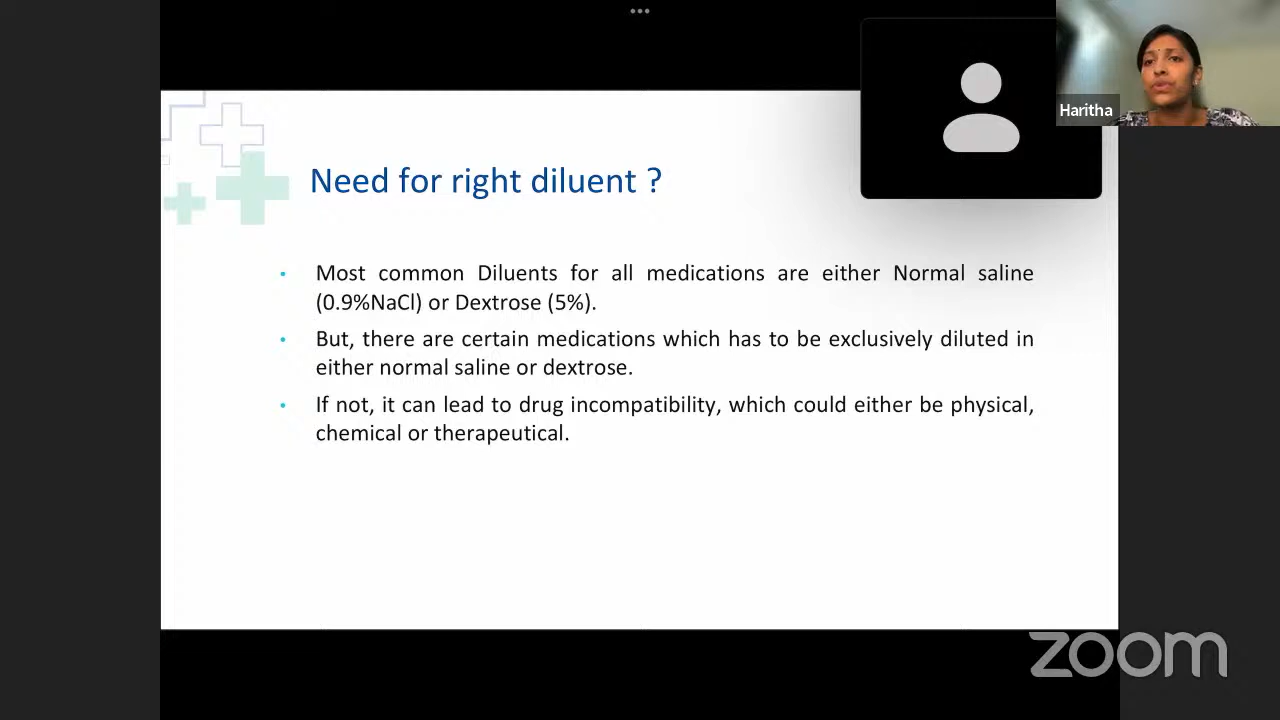 Haritha
Need for right diluent ?
• Most common Diluents for all medications are either Normal saline
(0.9%NaCl) or Dextrose (5%).
• But, there are certain medications which has to be exclusively diluted in
either normal saline or dextrose.
• If not, it can lead to drug incompatibility, which could either be physical,
chemical or therapeutical.
zoom